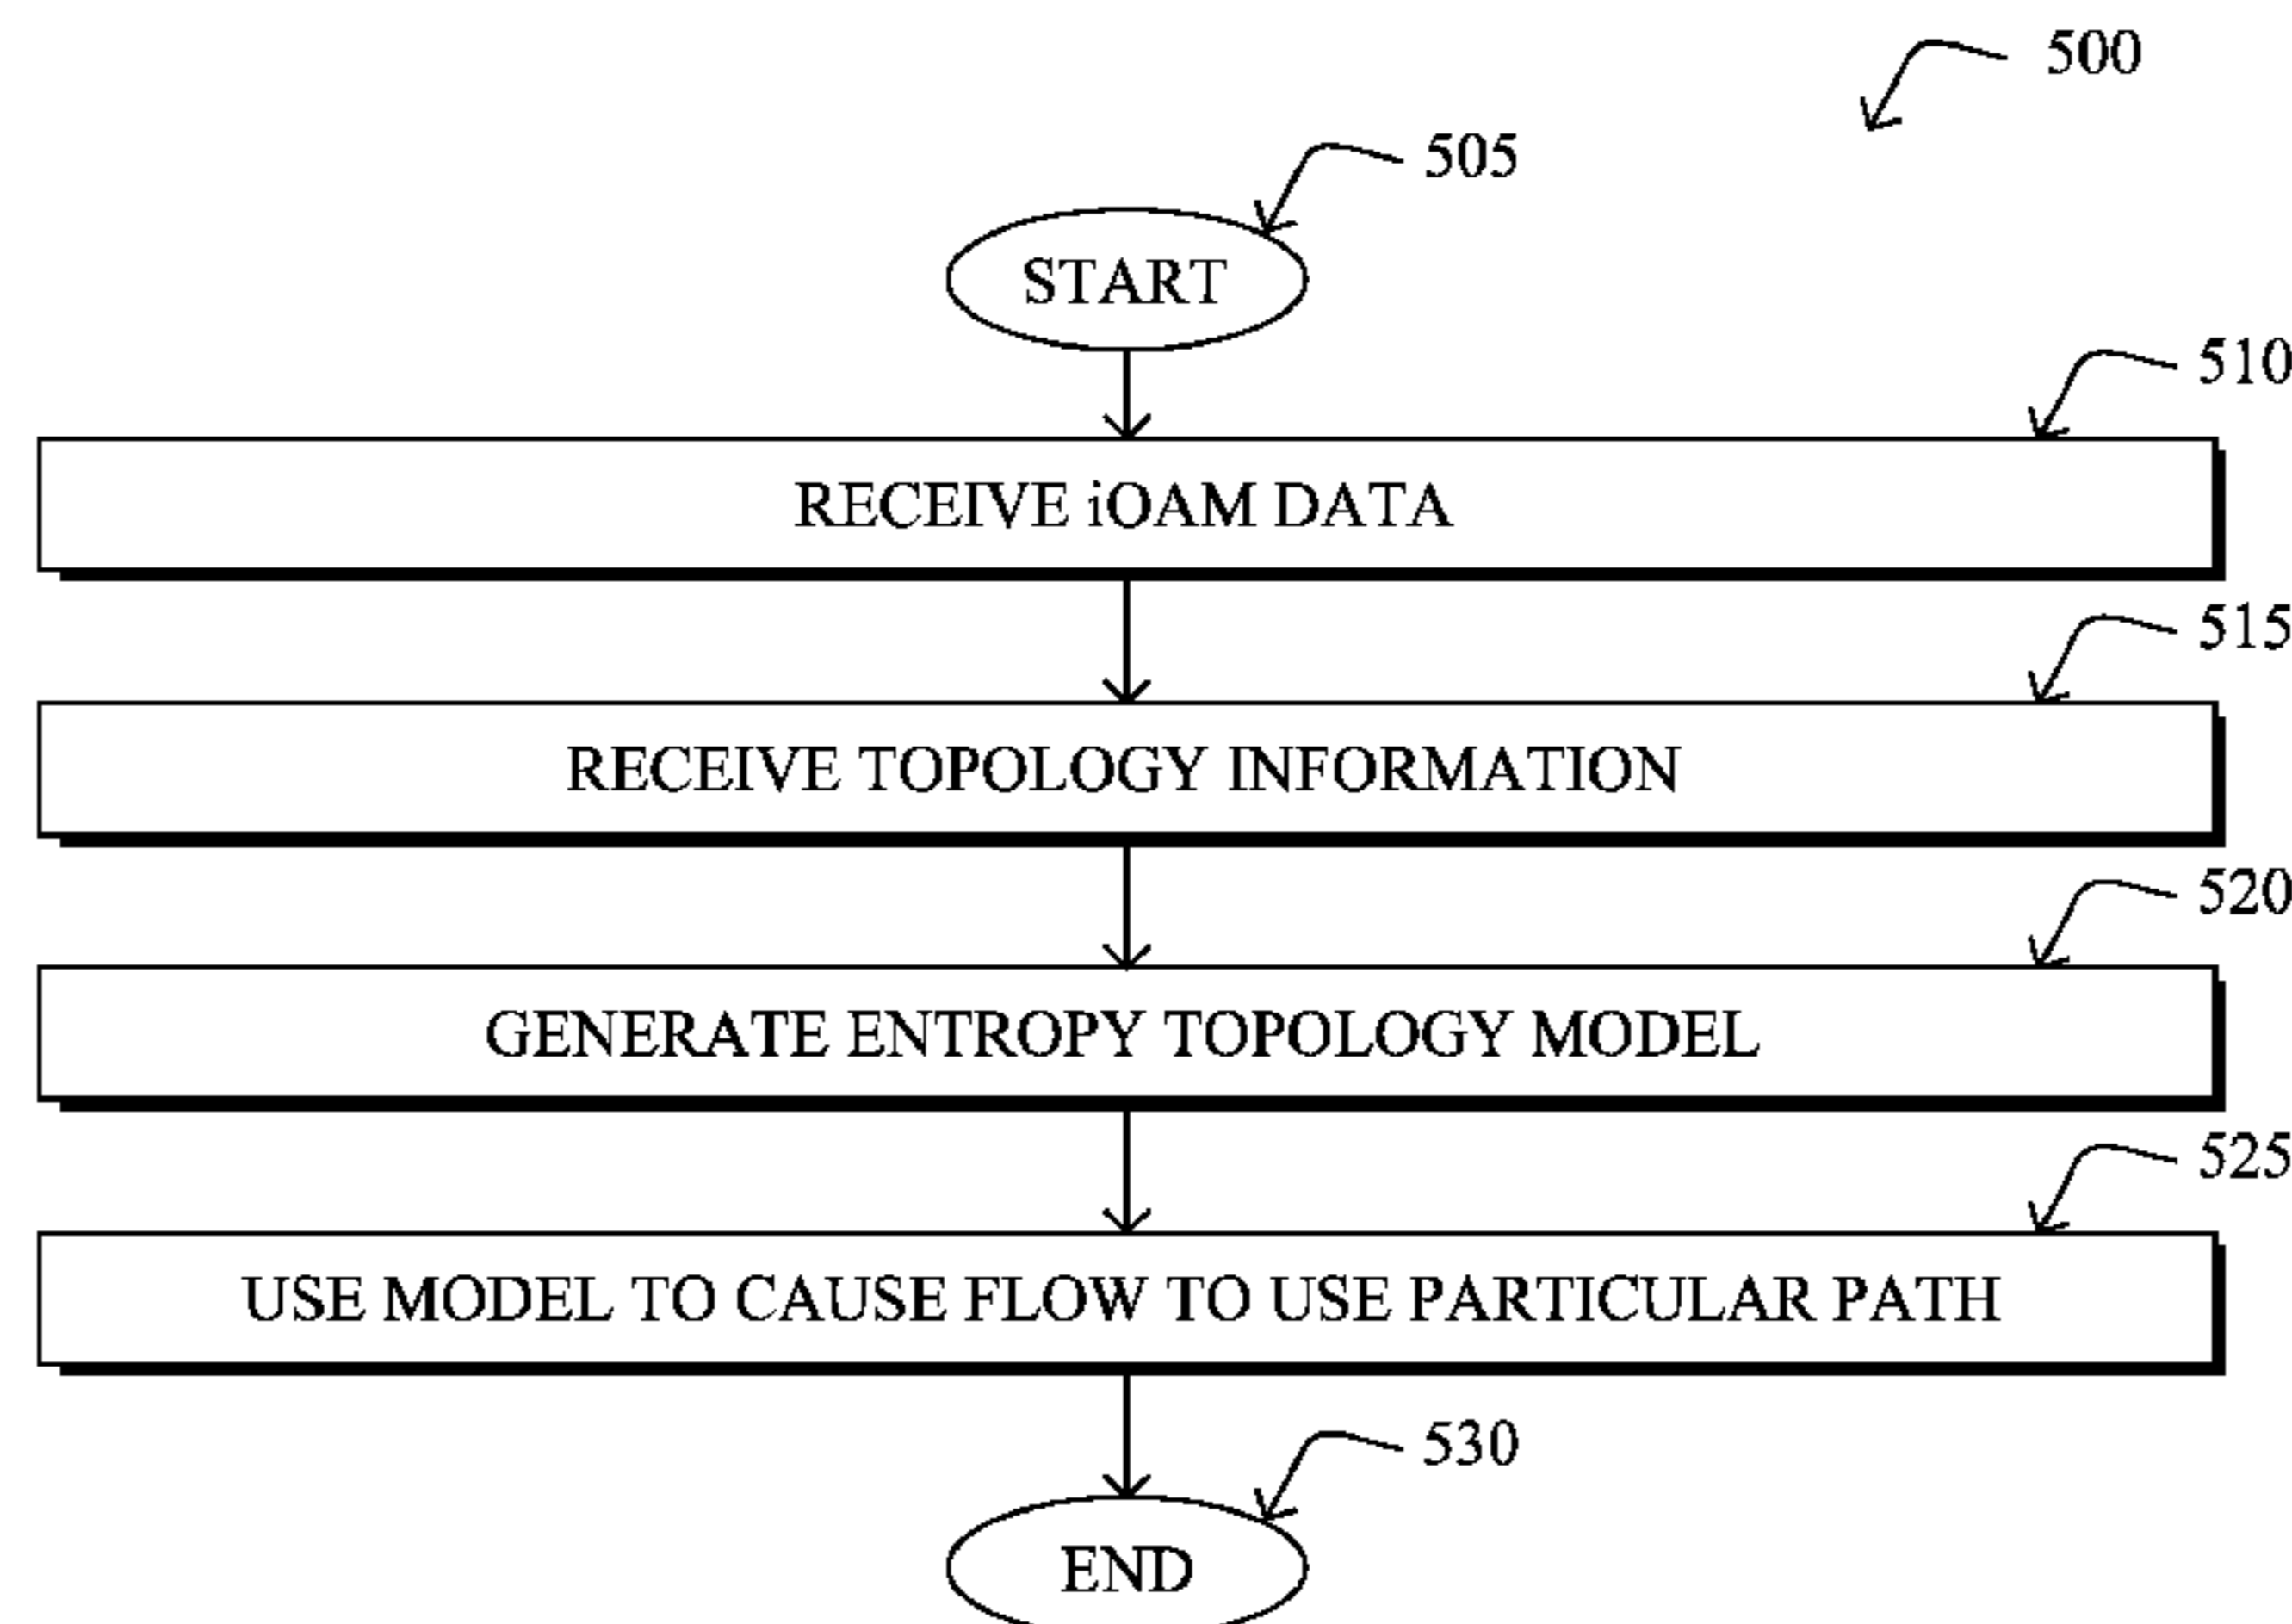 500
505
START
510
RECEIVE iOAM DATA
515
RECEIVE TOPOLOGY INFORMATION
520
GENERATE ENTROPY TOPOLOGY MODEL
525
USE MODEL TO CAUSE FLOW TO USE PARTICULAR PATH
530
END